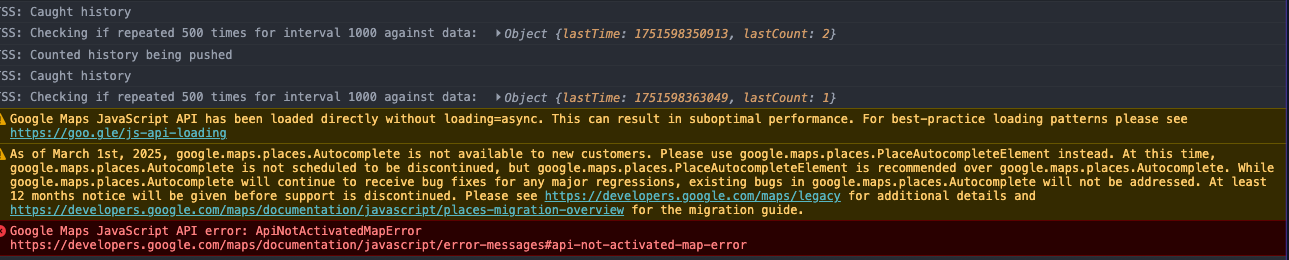 TSS: Caught history
TSS: Checking if repeated 500 times for interval 1000 against data: Object {lastTime: 1751598350913, lastCount: 2}
TSS: Counted history being pushed
TSS: Caught history
TSS: Checking if repeated 500 times for interval 1000 against data: Object {lastTime: 1751598363049, lastCount: 1}
Google Maps JavaScript API has been loaded directly without loading=async. This can result in suboptimal performance. For best-practice loading patterns please see
https://goo.gle/js-api-loading
As of March 1st, 2025, google.maps.places.Autocomplete is not available to new customers. Please use google.maps.places.PlaceAutocompleteElement instead. At this time,
google.maps.places.Autocomplete is not scheduled to be discontinued, but google.maps.places.PlaceAutocompleteElement is recommended over google.maps.places.Autocomplete. While
google.maps.places.Autocomplete will continue to receive bug fixes for any major regressions, existing bugs in google.maps.places.Autocomplete will not be addressed. At least
12 months notice will be given before support is discontinued. Please see https://developers.google.com/maps/legacy for additional details and
https://developers.google.com/maps/documentation/javascript/places-migration-overview for the migration guide.
Google Maps JavaScript API error: ApiNotActivatedMapError
https://developers.google.com/maps/documentation/javascript/error-messages#api-not-activated-map-error